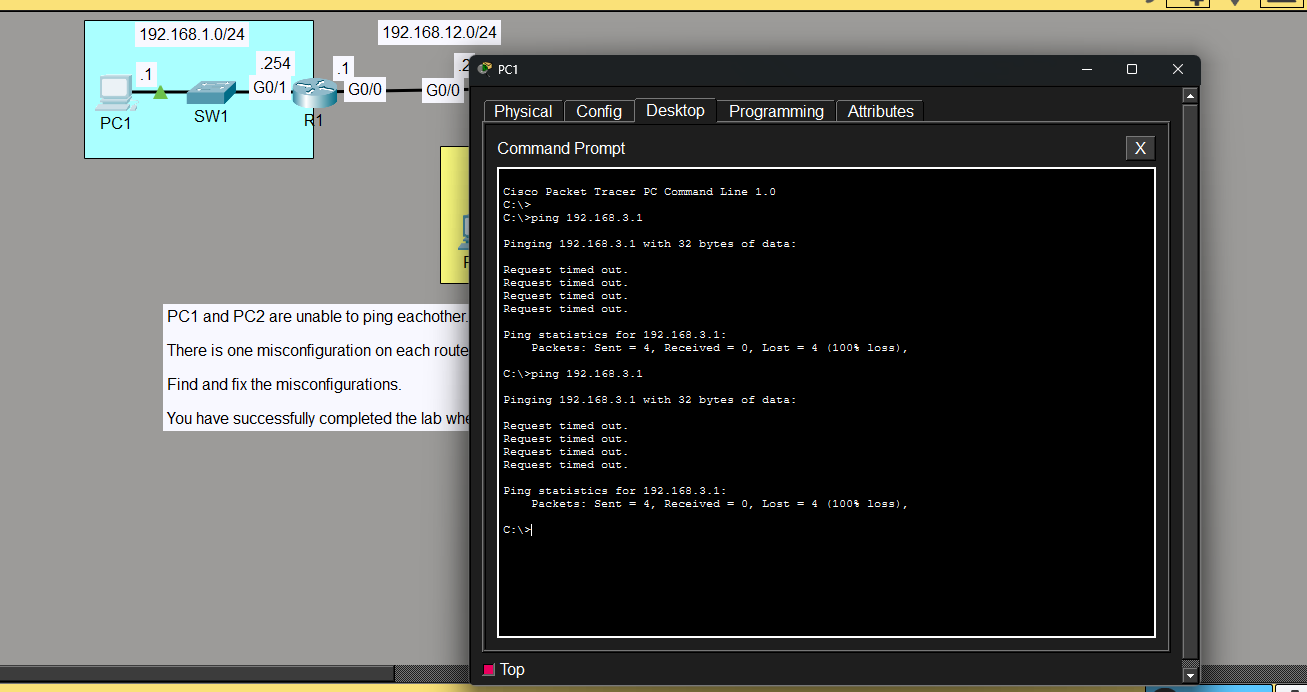 192.168.1.0/24
192.168.12.0/24
.254
.1
.1
G0/1
G0/0
G0/0
.2
PC1
SW1
R1
PC1 and PC2 are unable to ping eachother.
There is one misconfiguration on each route
Find and fix the misconfigurations.
You have successfully completed the lab whe
PC1
Physical
Config
Desktop
Programming
Attributes
Command Prompt
X
Cisco Packet Tracer PC Command Line 1.0
C:\>
C:\>ping 192.168.3.1
Pinging 192.168.3.1 with 32 bytes of data:
Request timed out.
Request timed out.
Request timed out.
Request timed out.
Ping statistics for 192.168.3.1:
Packets: Sent = 4, Received = 0, Lost = 4 (100% loss),
C:\>ping 192.168.3.1
Pinging 192.168.3.1 with 32 bytes of data:
Request timed out.
Request timed out.
Request timed out.
Request timed out.
Ping statistics for 192.168.3.1:
Packets: Sent = 4, Received = 0, Lost = 4 (100% loss),
C:\>
Top